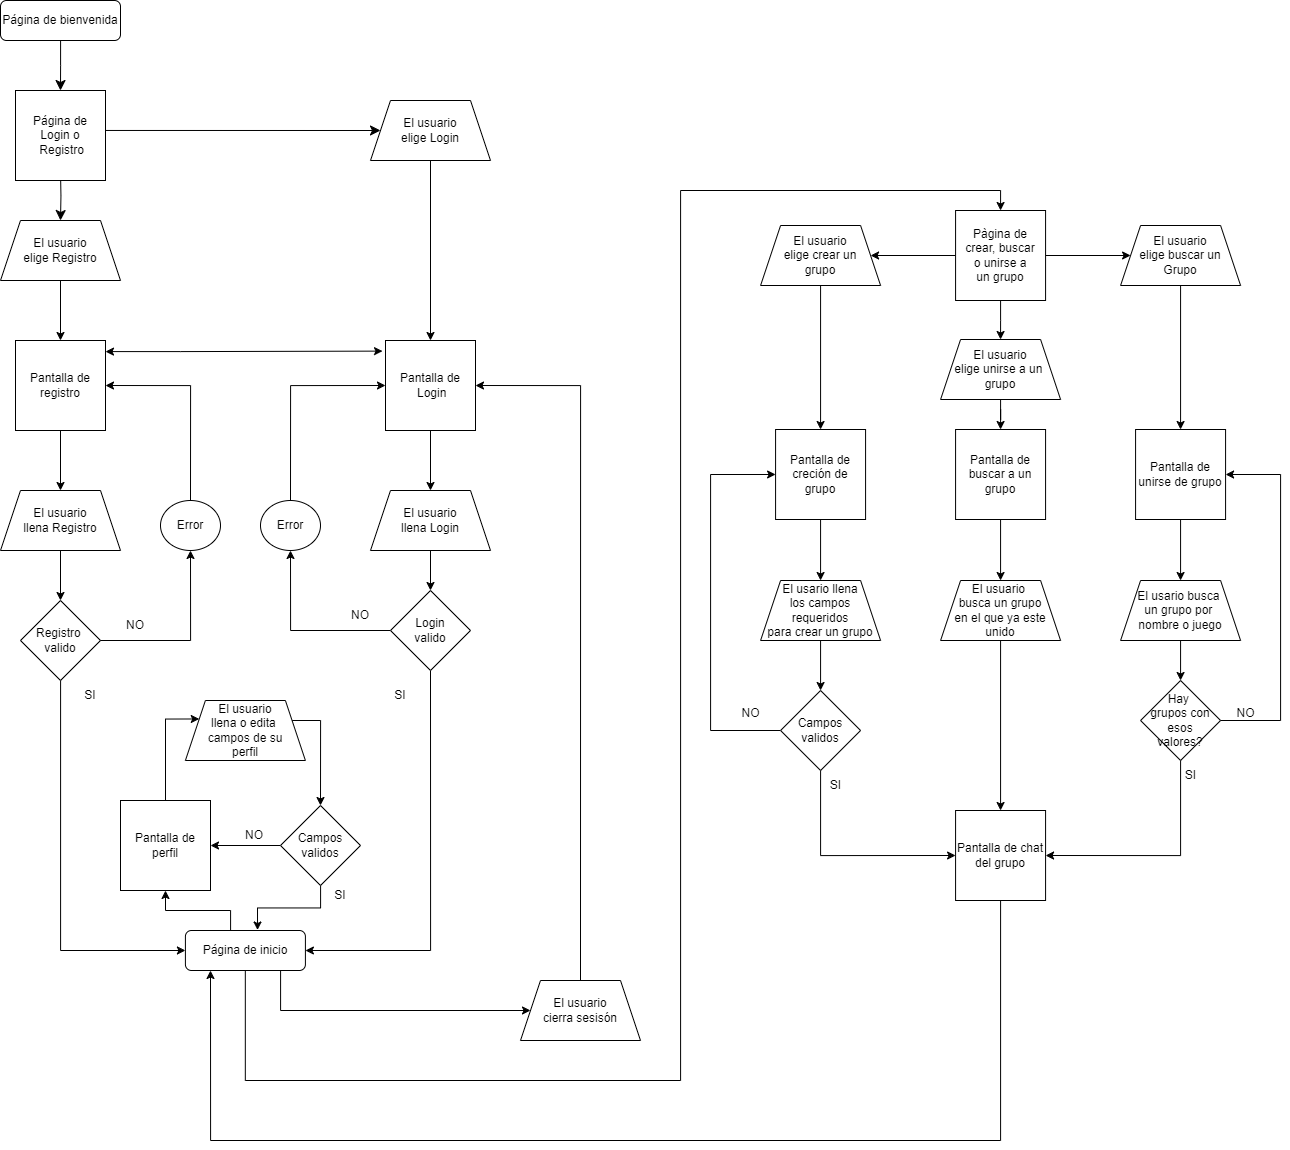 Página de bienvenida
Página de
Login o
Registro
El usuario
elige Login
El usuario
elige Registro
Pantalla de
registro
Pantalla de
Login
El usuario
llena Registro
Error
Error
El usuario
llena Login
Registro
valido
NO
SI
NO
Login
valido
SI
El usuario
llena o edita
campos de su
perfil
Pantalla de
perfil
NO
Campos
validos
SI
Página de inicio
El usuario
cierra sesisón
Pàgina de
crear, buscar
o unirse a
un grupo
El usuario
elige crear un
grupo
El usuario
elige buscar un
Grupo
El usuario
elige unirse a un
grupo
Pantalla de
creción de
grupo
Pantalla de
buscar a un
grupo
Pantalla de
unirse de grupo
El usario llena
los campos
requeridos
para crear un grupo
El usuario
busca un grupo
en el que ya este
unido
El usario busca
un grupo por
nombre o juego
NO
Campos
validos
SI
Hay
grupos con
esos
valores?
NO
SI
Pantalla de chat
del grupo